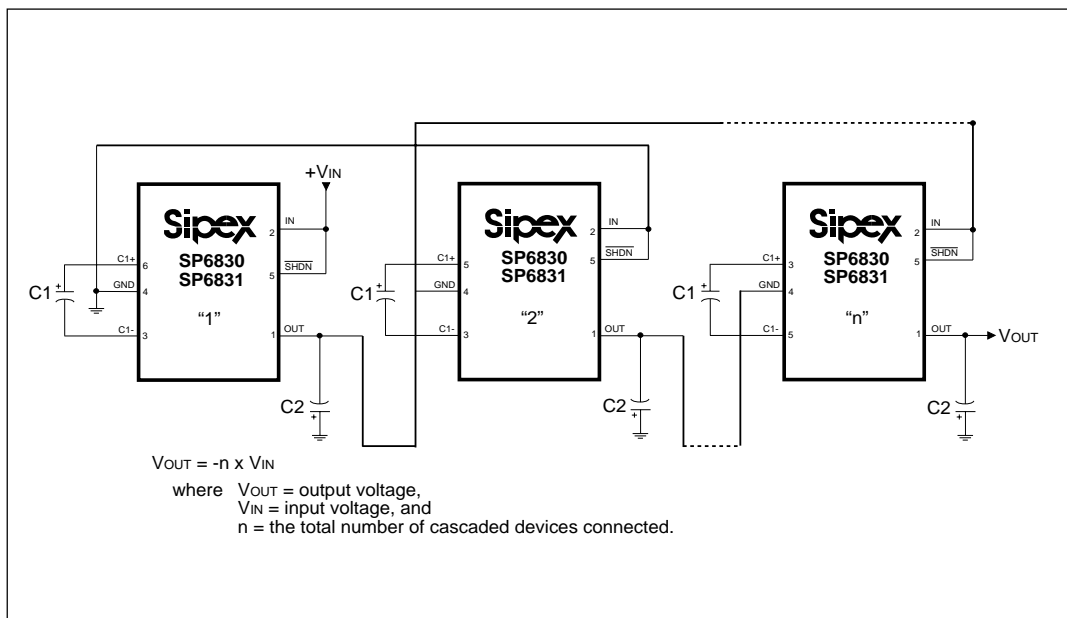 +VIN
Sipex
SP6830
SP6831
"1"
C1+
6
GND
4
C1-
3
IN
2
SHDN
5
OUT
1
C1
+
C2
+
Sipex
SP6830
SP6831
"2"
C1+
5
GND
4
C1-
3
IN
2
SHDN
5
OUT
1
C1
+
C2
+
Sipex
SP6830
SP6831
"n"
C1+
3
GND
4
C1-
5
IN
2
SHDN
5
OUT
1
C1
+
C2
+
VOUT
VOUT = -n x VIN
where VOUT = output voltage,
VIN = input voltage, and
n = the total number of cascaded devices connected.